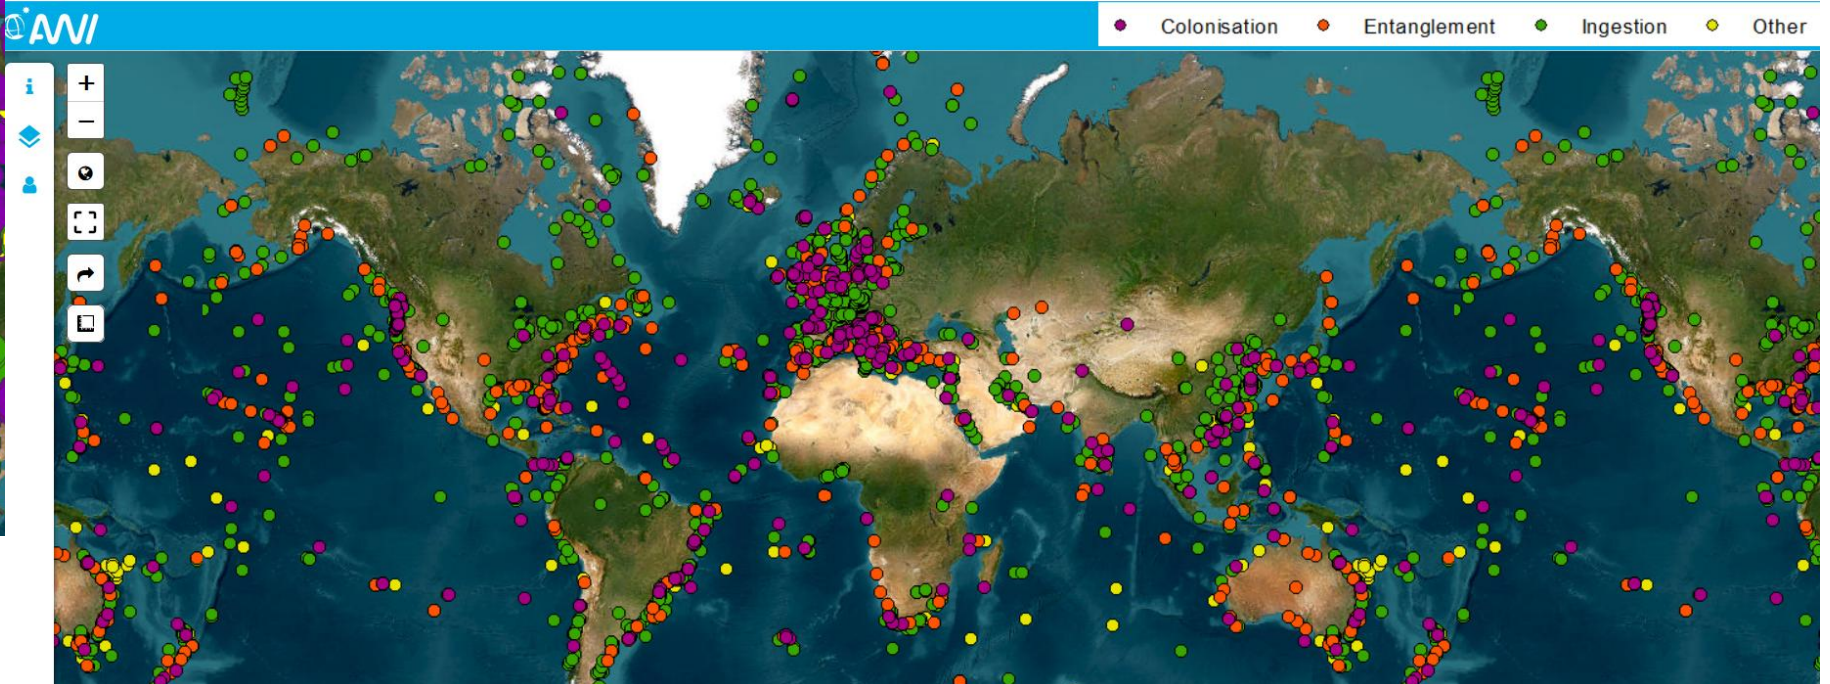 AWI
Colonisation
Entanglement
Ingestion
Other
i
+
−